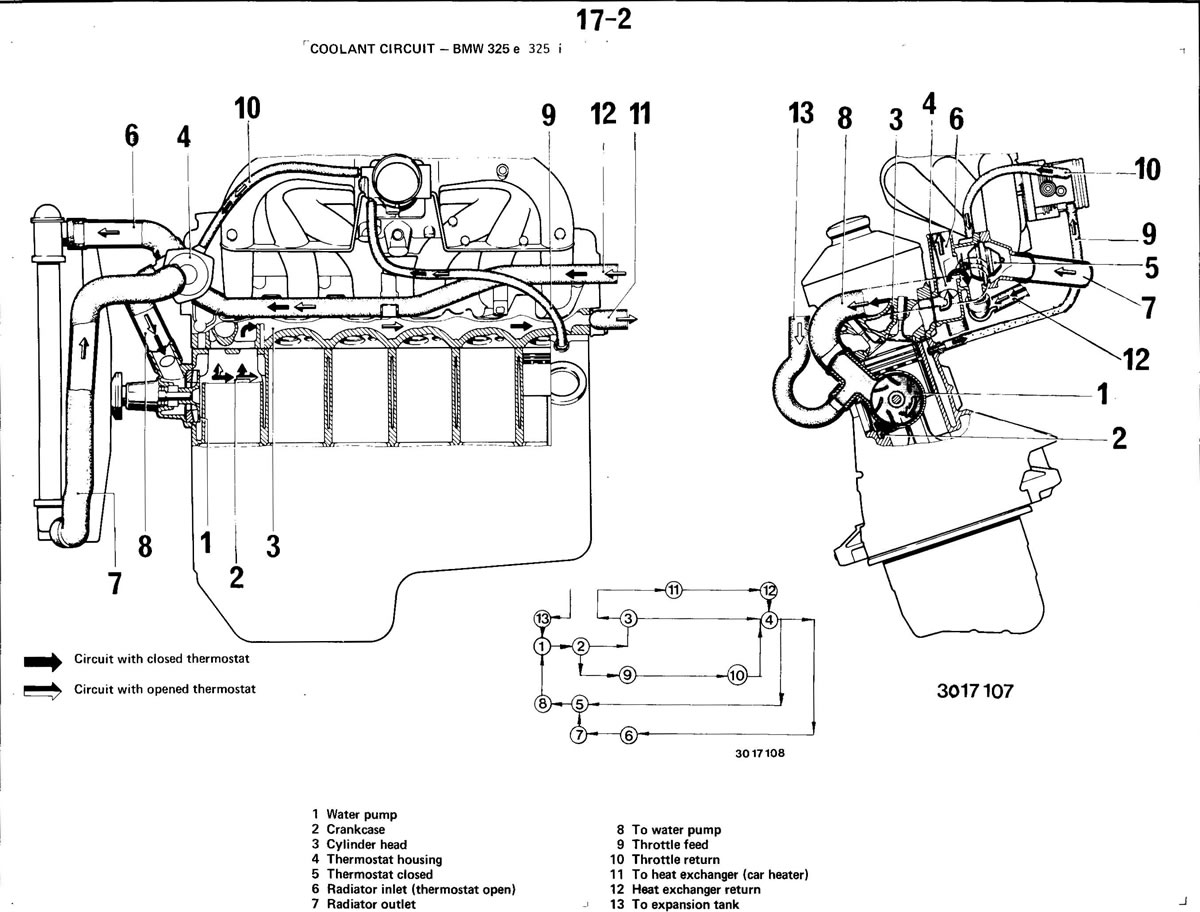 17-2
COOLANT CIRCUIT – BMW 325 e 325 i
10
9
12
11
6
4
13
8
3
4
6
10
9
5
7
12
1
2
8
1
3
7
2
11
12
13
3
4
1
2
9
10
8
5
7
6
Circuit with closed thermostat
Circuit with opened thermostat
3017107
3017108
1 Water pump
2 Crankcase
3 Cylinder head
4 Thermostat housing
5 Thermostat closed
6 Radiator inlet (thermostat open)
7 Radiator outlet
8 To water pump
9 Throttle feed
10 Throttle return
11 To heat exchanger (car heater)
12 Heat exchanger return
13 To expansion tank